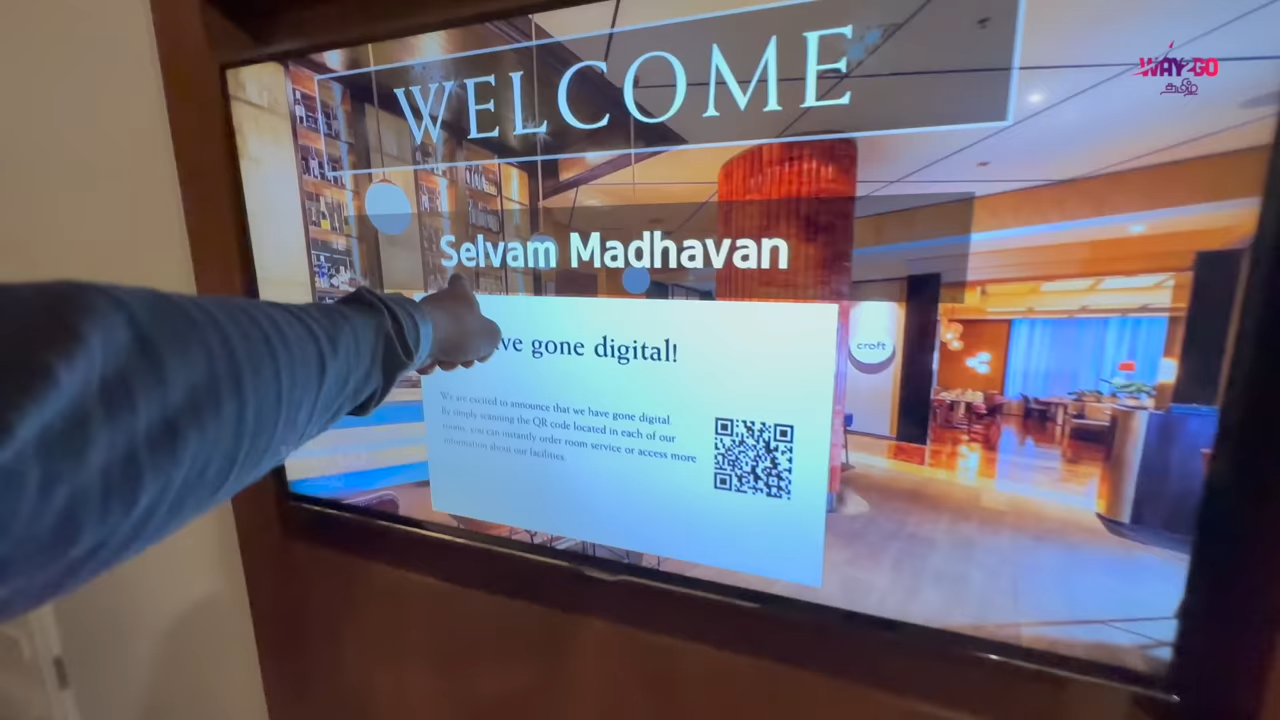 WELCOME
WAY2GO
தமிழ்
Selvam Madhavan
ve gone digital!
croft
We are excited to announce that we have gone digital.
By simply scanning the QR code located in each of our
rooms, you can instantly order room service or access more
information about our facilities.